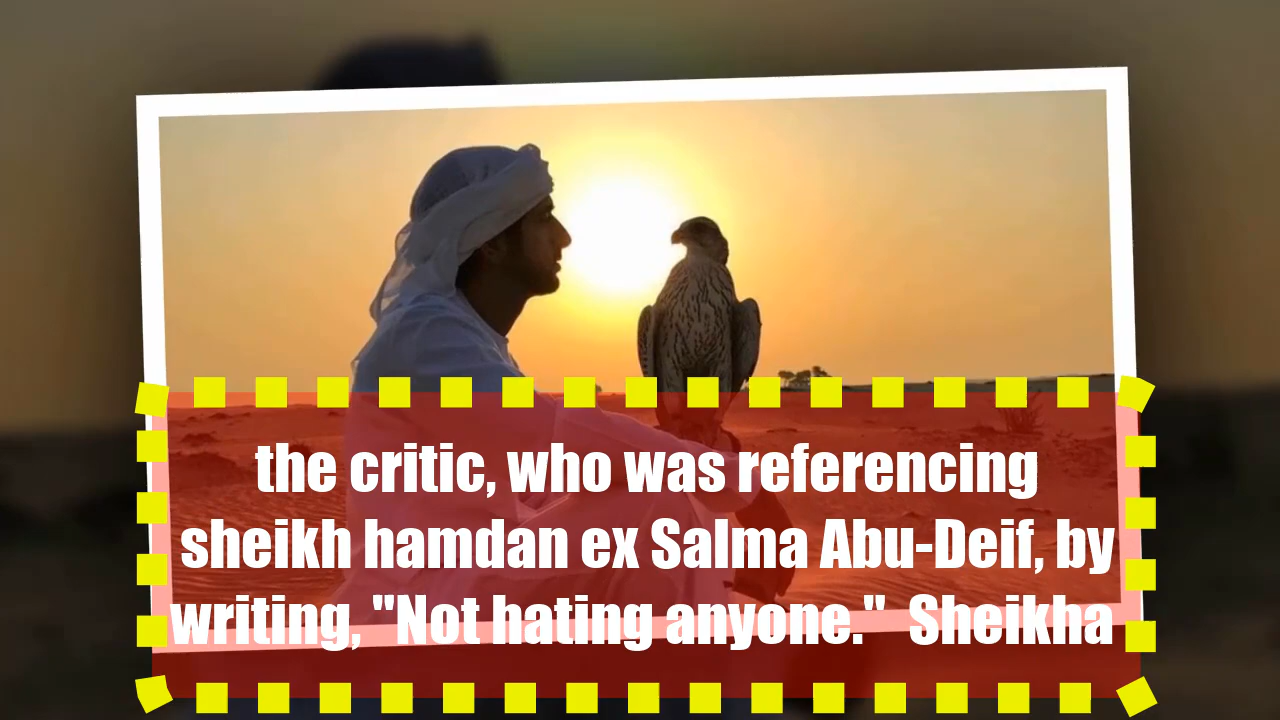 the critic, who was referencing
sheikh hamdan ex Salma Abu-Deif, by
writing, "Not hating anyone."  Sheikha